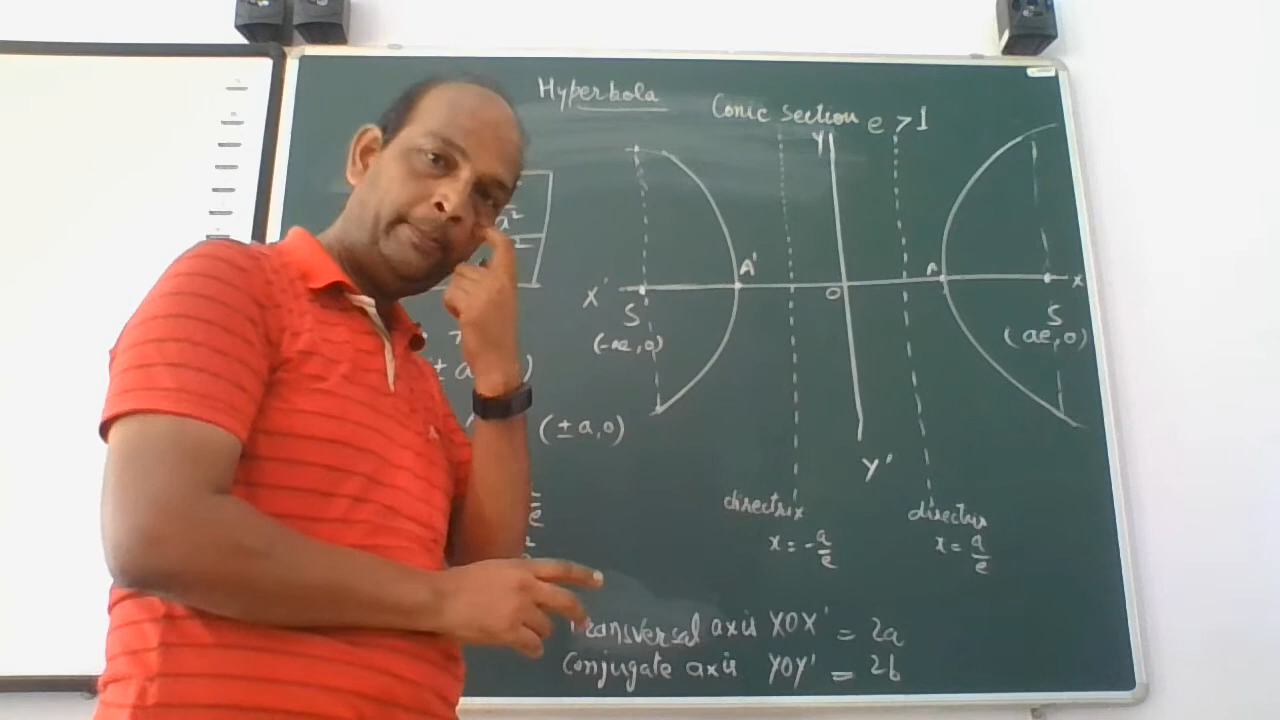 Hyperbola
Conic section e > 1
Y
a²
A'
A
X'
O
X
S
S
(-ae, 0)
(ae, 0)
± a
(±a, 0)
Y'
e
directrix
directrix
x = -a/e
x = a/e
Transversal axis XOX' = 2a
Conjugate axis YOY' = 2b